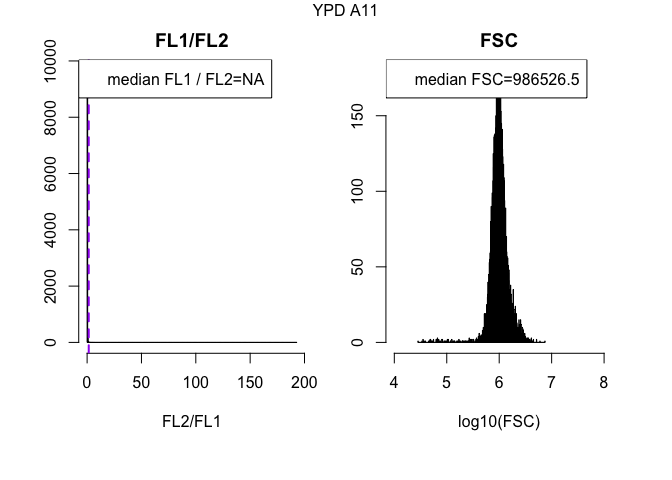 YPD A11
FL1/FL2
median FL1 / FL2=NA
0
2000
4000
6000
8000
10000
0 50 100 150 200
FL2/FL1
FSC
median FSC=986526.5
0
50
100
150
4 5 6 7 8
log10(FSC)